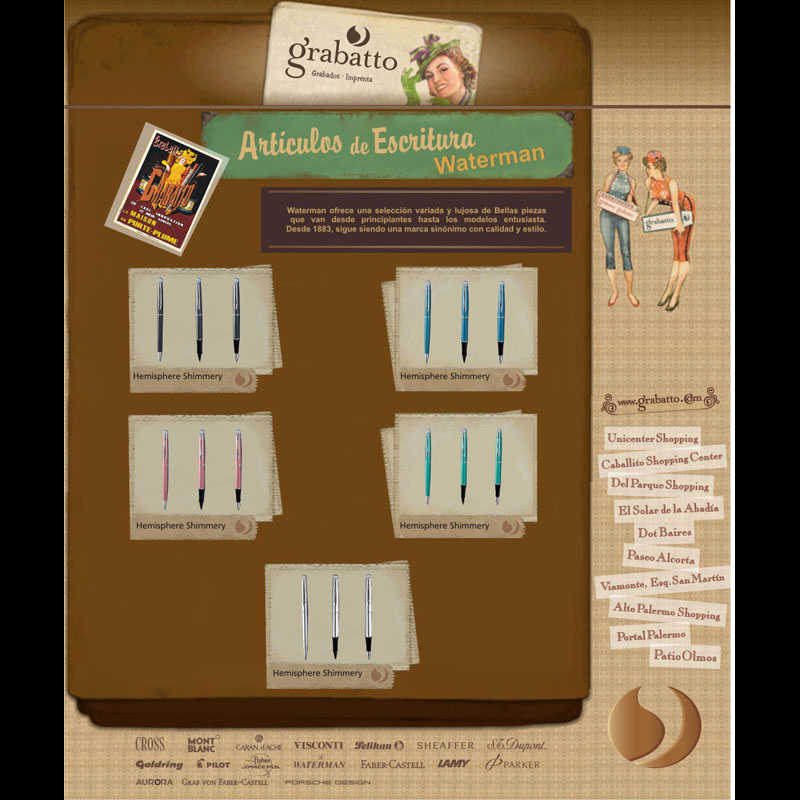 grabatto
Grabados - Imprenta
Artículos de Escritura
Waterman
Grabatto
MAISON
du PORTE-PLUME
Waterman ofrece una selección variada y lujosa de Bellas piezas
que van desde principiantes hasta los modelos entusiasta.
Desde 1883, sigue siendo una marca sinónimo con calidad y estilo.
grabatto
Hemisphere Shimmery
Hemisphere Shimmery
Hemisphere Shimmery
Hemisphere Shimmery
Hemisphere Shimmery
www.grabatto.com
Unicenter Shopping
Caballito Shopping Center
Del Parque Shopping
El Solar de la Abadía
Dot Baires
Paseo Alcorta
Viamonte, Esq. San Martín
Alto Palermo Shopping
Portal Palermo
Patio Olmos
CROSS
MONT BLANC
CARAN d'ACHE
VISCONTI
Pelikan
SHEAFFER
S.T. Dupont
Goldring
PILOT
Fisher SPACE PEN
WATERMAN
FABER-CASTELL
LAMY
PARKER
AURORA
GRAF VON FABER-CASTELL
PORSCHE DESIGN